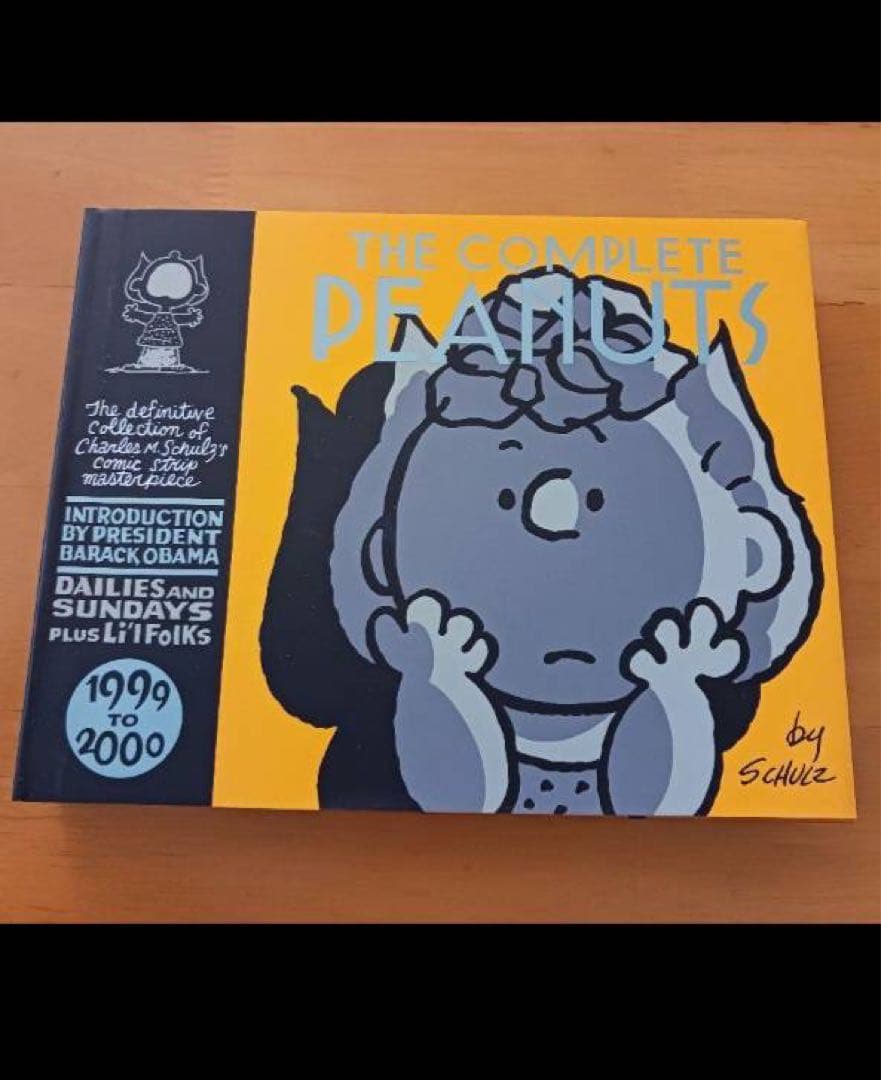 THE COMPLETE
PEANUTS
The definitive
collection of
Charles M. Schulz's
comic strip
masterpiece
INTRODUCTION
BY PRESIDENT
BARACK OBAMA
DAILIES AND
SUNDAYS
PLUS Li'l FolKs
1999
TO
2000
by
SCHULZ